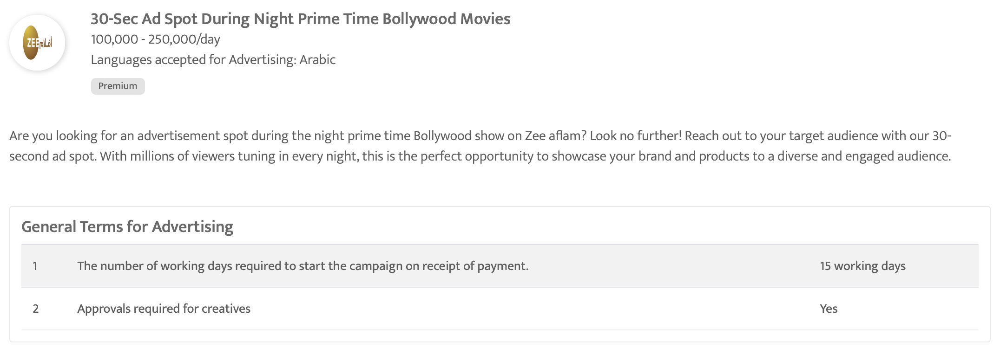 30-Sec Ad Spot During Night Prime Time Bollywood Movies
100,000 - 250,000/day
Languages accepted for Advertising: Arabic
ZEE أفلام
Premium
Are you looking for an advertisement spot during the night prime time Bollywood show on Zee aflam? Look no further! Reach out to your target audience with our 30-
second ad spot. With millions of viewers tuning in every night, this is the perfect opportunity to showcase your brand and products to a diverse and engaged audience.
General Terms for Advertising
1 The number of working days required to start the campaign on receipt of payment. 15 working days
2 Approvals required for creatives Yes